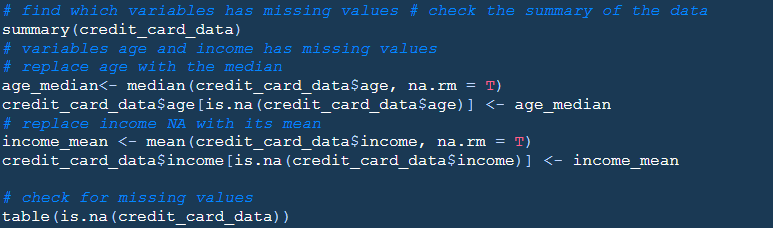 # find which variables has missing values # check the summary of the data
summary(credit_card_data)
# variables age and income has missing values
# replace age with the median
age_median<- median(credit_card_data$age, na.rm = T)
credit_card_data$age[is.na(credit_card_data$age)] <- age_median
# replace income NA with its mean
income_mean <- mean(credit_card_data$income, na.rm = T)
credit_card_data$income[is.na(credit_card_data$income)] <- income_mean
# check for missing values
table(is.na(credit_card_data))